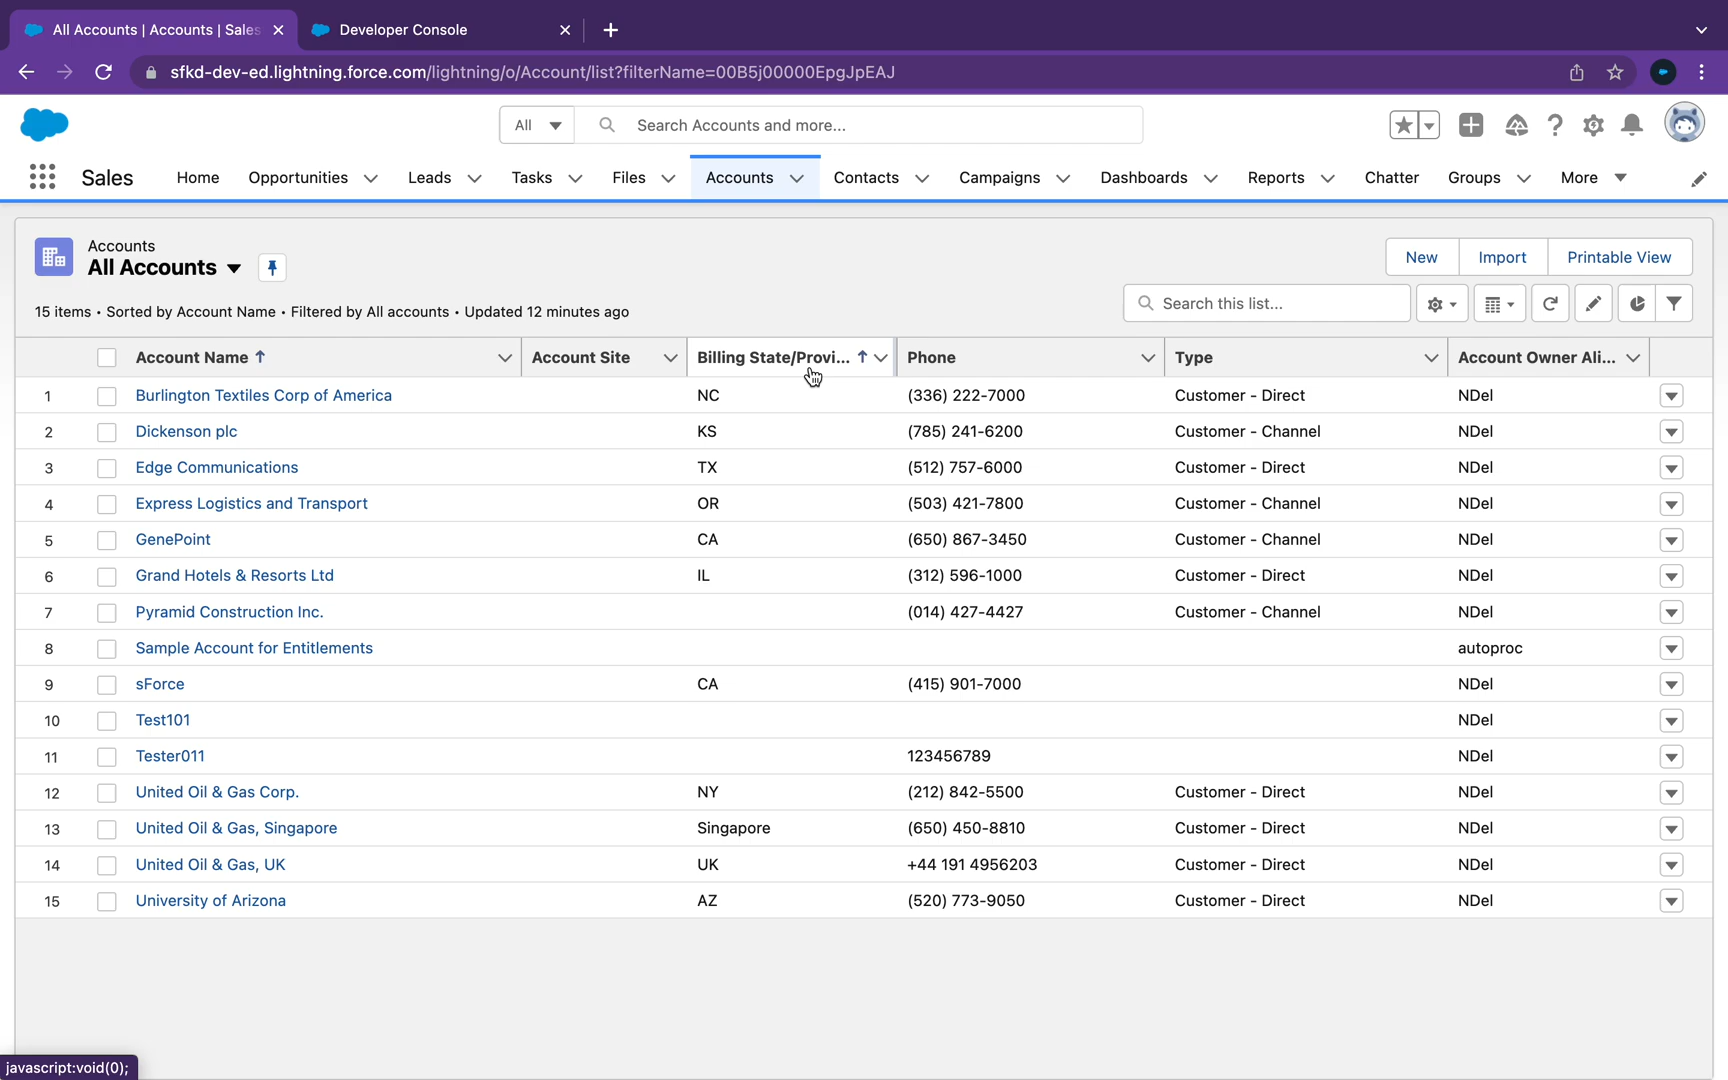 All Accounts | Accounts | Sales
Developer Console
sfkd-dev-ed.lightning.force.com/lightning/o/Account/list?filterName=00B5j00000EpgJpEAJ
All
Search Accounts and more...
Sales
Home
Opportunities
Leads
Tasks
Files
Accounts
Contacts
Campaigns
Dashboards
Reports
Chatter
Groups
More
Accounts
All Accounts
New
Import
Printable View
15 items • Sorted by Account Name • Filtered by All accounts • Updated 12 minutes ago
Search this list...
Account Name Account Site Billing State/Provi... Phone Type Account Owner Ali...
1 Burlington Textiles Corp of America NC (336) 222-7000 Customer - Direct NDel
2 Dickenson plc KS (785) 241-6200 Customer - Channel NDel
3 Edge Communications TX (512) 757-6000 Customer - Direct NDel
4 Express Logistics and Transport OR (503) 421-7800 Customer - Channel NDel
5 GenePoint CA (650) 867-3450 Customer - Channel NDel
6 Grand Hotels & Resorts Ltd IL (312) 596-1000 Customer - Direct NDel
7 Pyramid Construction Inc. (014) 427-4427 Customer - Channel NDel
8 Sample Account for Entitlements autoproc
9 sForce CA (415) 901-7000 NDel
10 Test101 NDel
11 Tester011 123456789 NDel
12 United Oil & Gas Corp. NY (212) 842-5500 Customer - Direct NDel
13 United Oil & Gas, Singapore Singapore (650) 450-8810 Customer - Direct NDel
14 United Oil & Gas, UK UK +44 191 4956203 Customer - Direct NDel
15 University of Arizona AZ (520) 773-9050 Customer - Direct NDel
javascript:void(0);